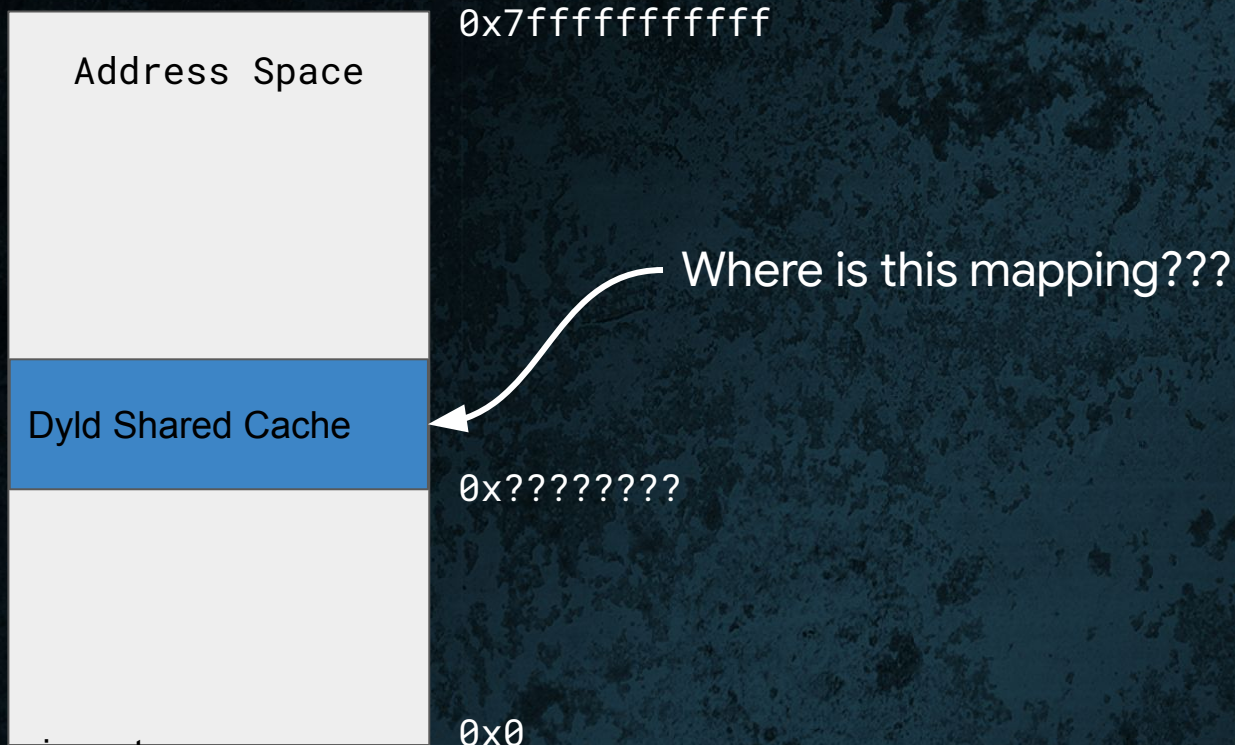 0x7fffffffffff
Address Space
Where is this mapping???
Dyld Shared Cache
0x????????
0x0